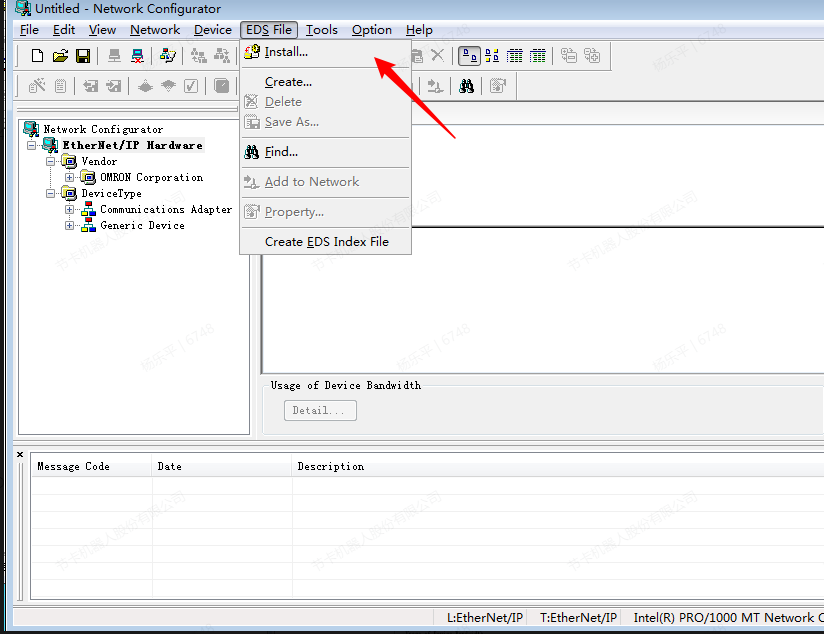 Untitled - Network Configurator
File Edit View Network Device EDS File Tools Option Help
Install...
Create...
Delete
Save As...
Find...
Add to Network
Property...
Create EDS Index File
Network Configurator
EtherNet/IP Hardware
Vendor
OMRON Corporation
DeviceType
Communications Adapter
Generic Device
Usage of Device Bandwidth
Detail...
Message Code Date Description
L:EtherNet/IP T:EtherNet/IP Intel(R) PRO/1000 MT Network C